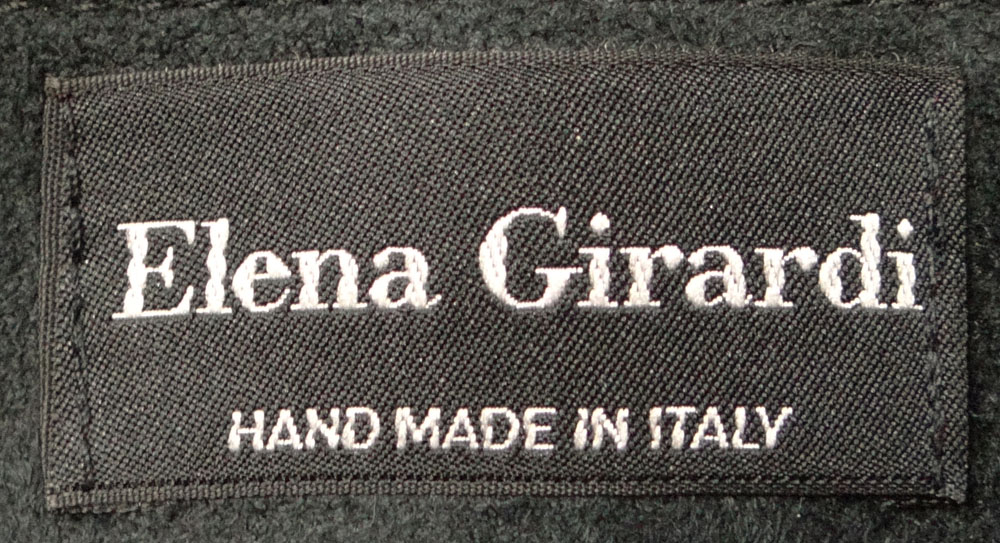 Elena Girardi
HAND MADE IN ITALY